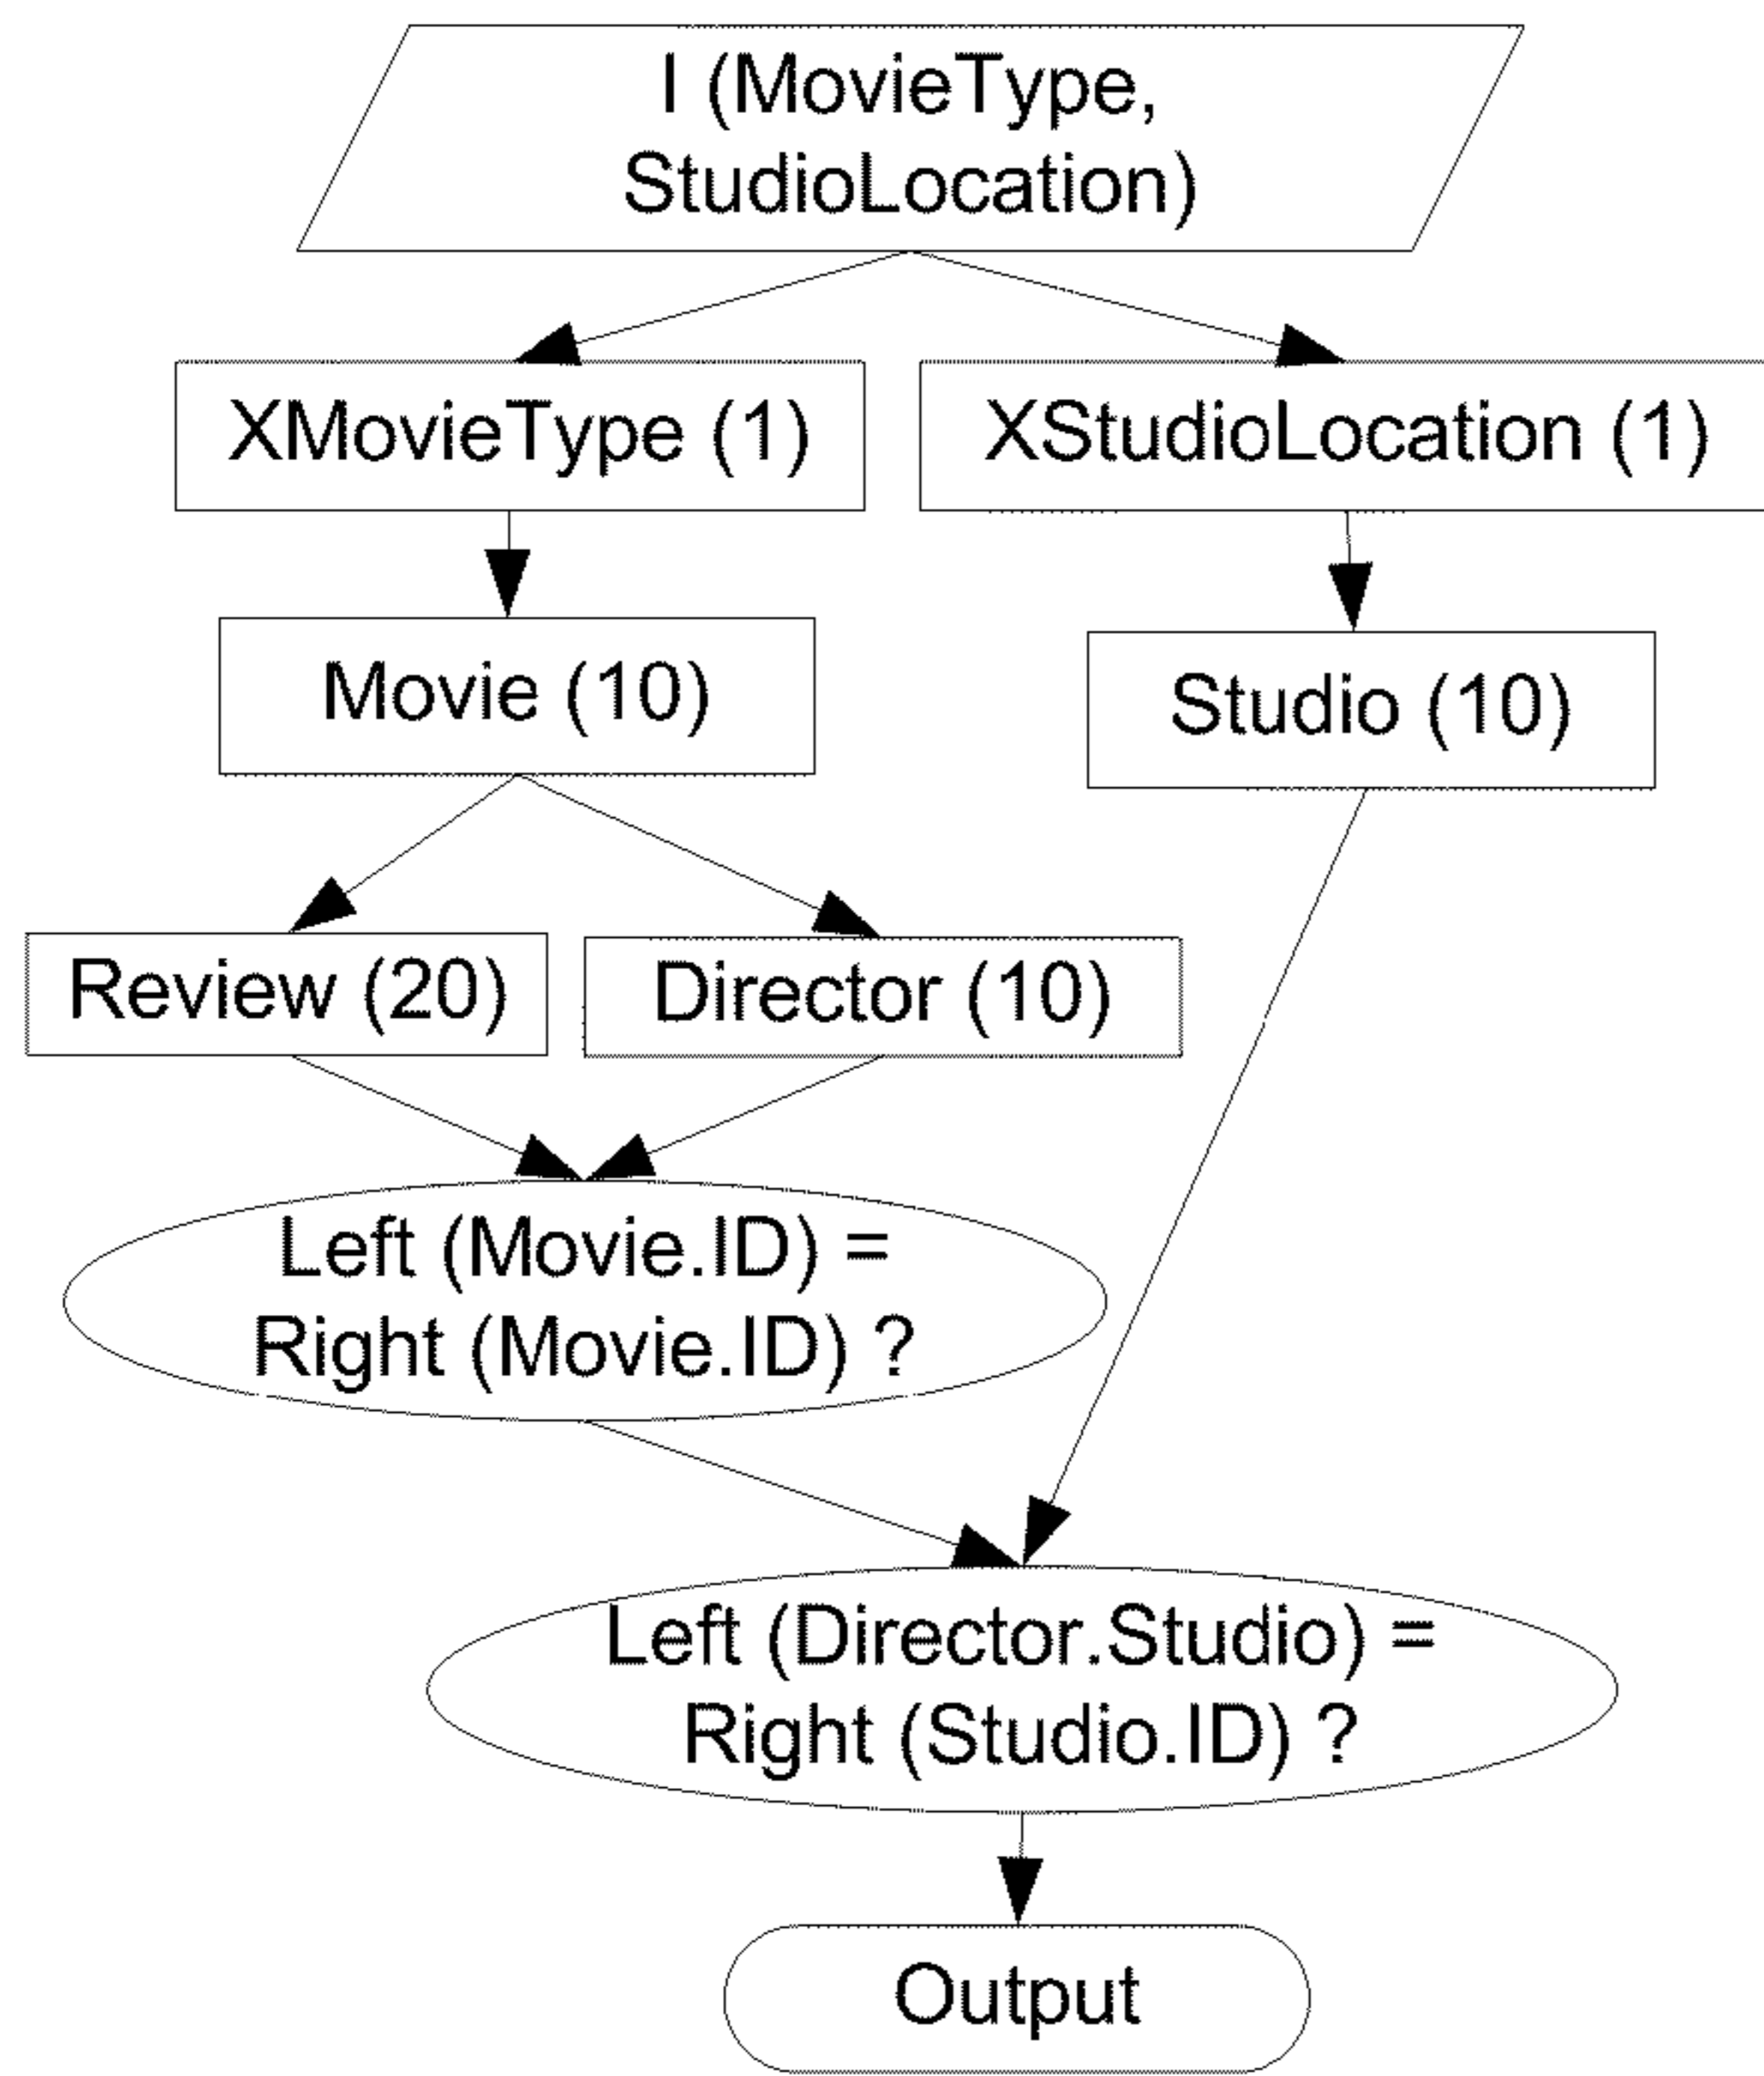 I (MovieType,
StudioLocation)
XMovieType (1)
XStudioLocation (1)
Movie (10)
Studio (10)
Review (20)
Director (10)
Left (Movie.ID) =
Right (Movie.ID) ?
Left (Director.Studio) =
Right (Studio.ID) ?
Output